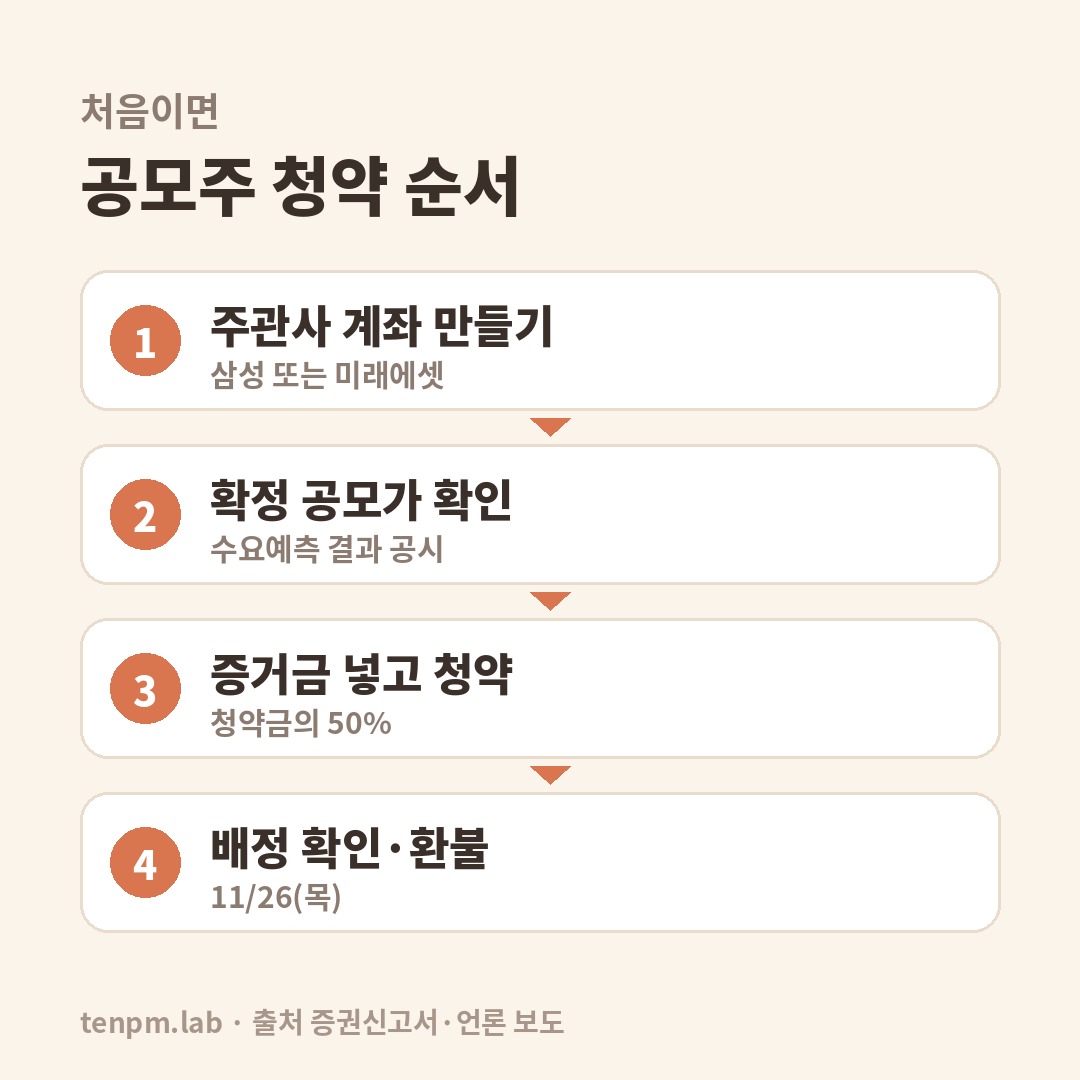 처음이면
공모주 청약 순서
1
주관사 계좌 만들기
삼성 또는 미래에셋
2
확정 공모가 확인
수요예측 결과 공시
3
증거금 넣고 청약
청약금의 50%
4
배정 확인·환불
11/26(목)
tenpm.lab · 출처 증권신고서·언론 보도